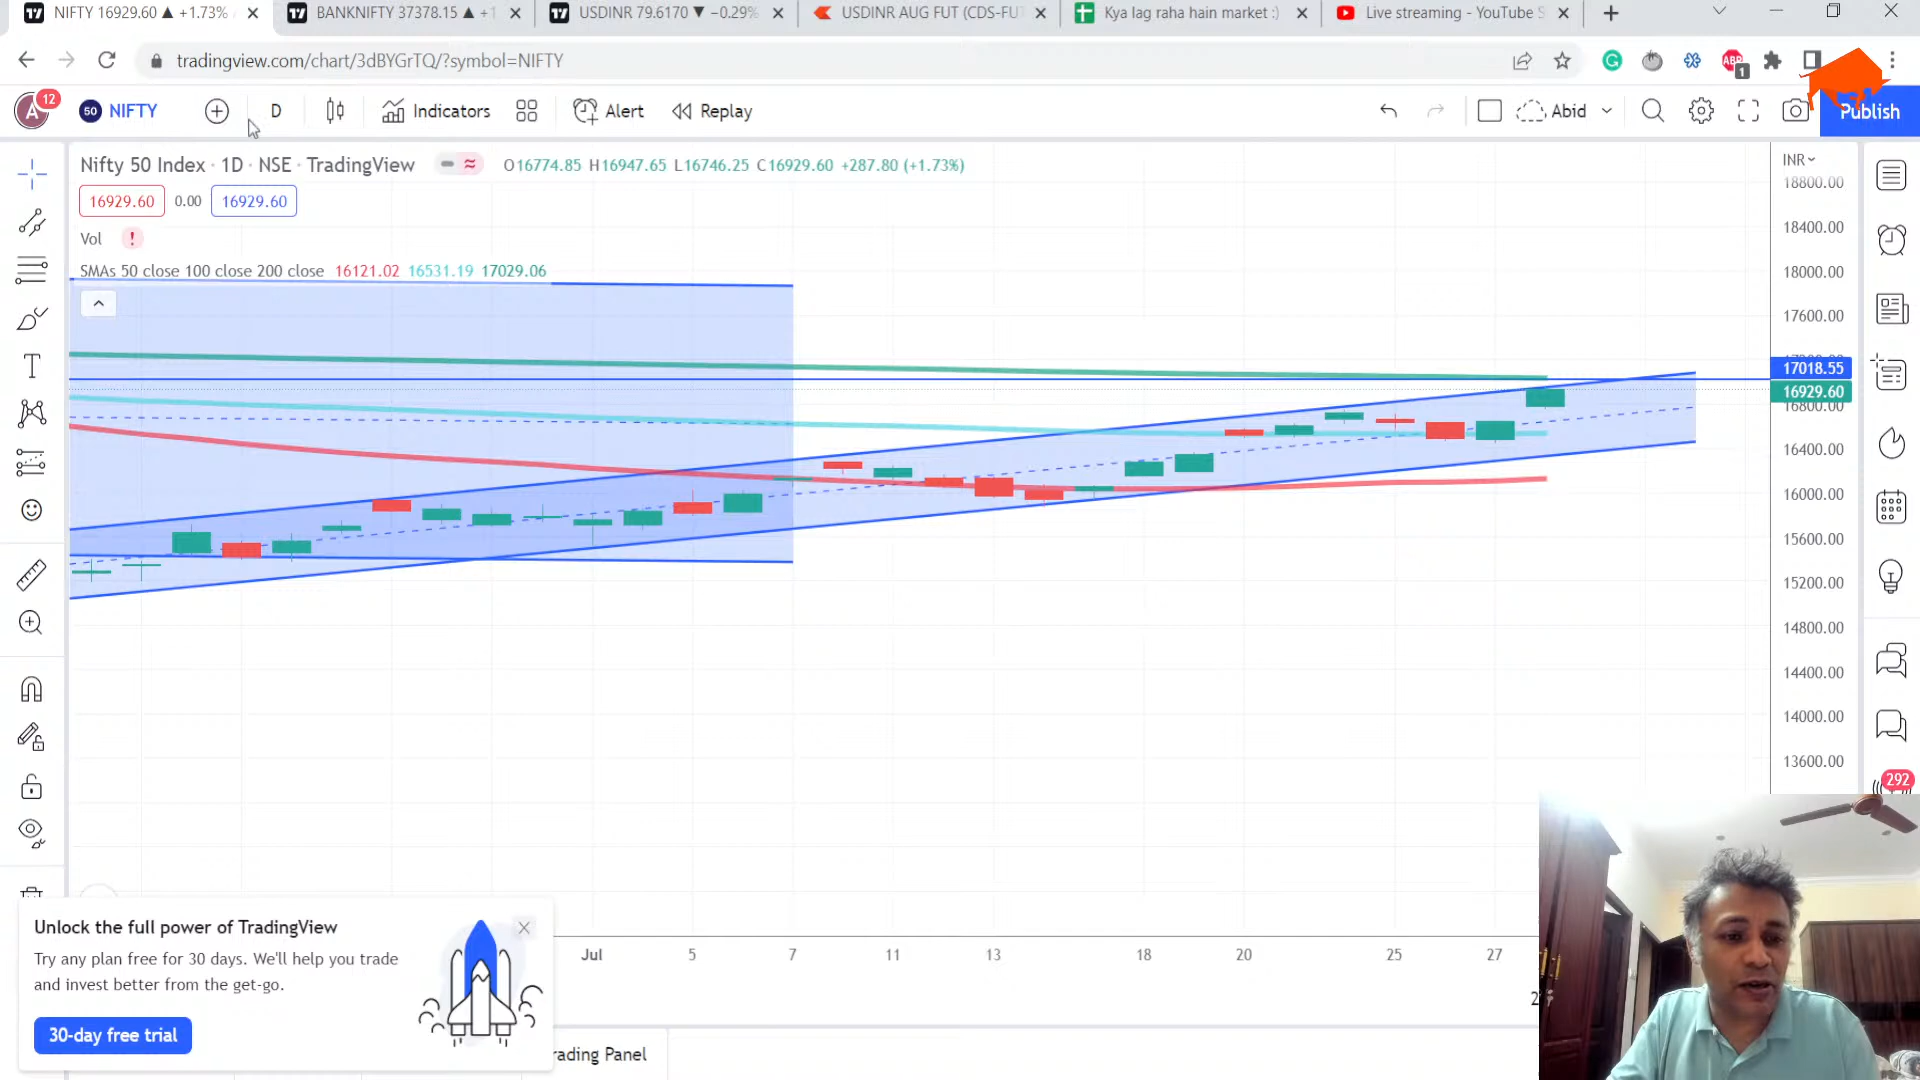 NIFTY 16929.60 ▲ +1.73%
BANKNIFTY 37378.15 ▲ +1
USDINR 79.6170 ▼ −0.29%
USDINR AUG FUT (CDS-FUT
Kya lag raha hain market :)
Live streaming - YouTube S
tradingview.com/chart/3dBYGrTQ/?symbol=NIFTY
ABP
1
A
12
50
NIFTY
D
Indicators
Alert
Replay
Abid
Publish
Nifty 50 Index · 1D · NSE · TradingView
O16774.85 H16947.65 L16746.25 C16929.60 +287.80 (+1.73%)
INR
16929.60
0.00
16929.60
Vol
!
SMAs 50 close 100 close 200 close 16121.02 16531.19 17029.06
18800.00
18400.00
18000.00
17600.00
17018.55
16929.60
16800.00
16400.00
16000.00
15600.00
15200.00
14800.00
14400.00
14000.00
13600.00
292
Unlock the full power of TradingView
Try any plan free for 30 days. We'll help you trade
and invest better from the get-go.
30-day free trial
Jul
5
7
11
13
18
20
25
27
rading Panel